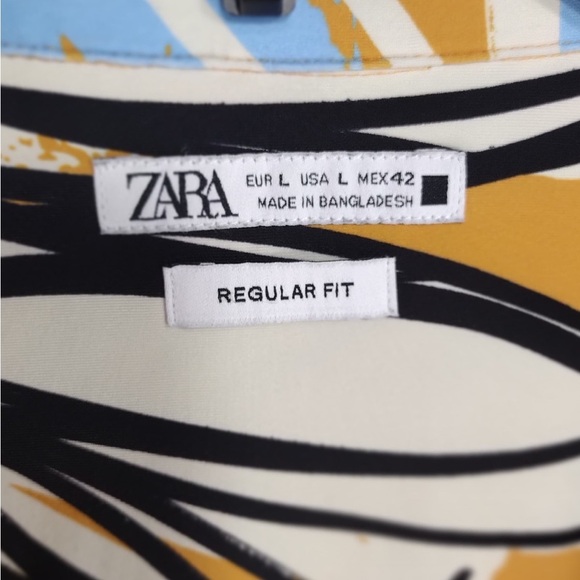 ZARA EUR L USA L MEX 42
MADE IN BANGLADESH
REGULAR FIT